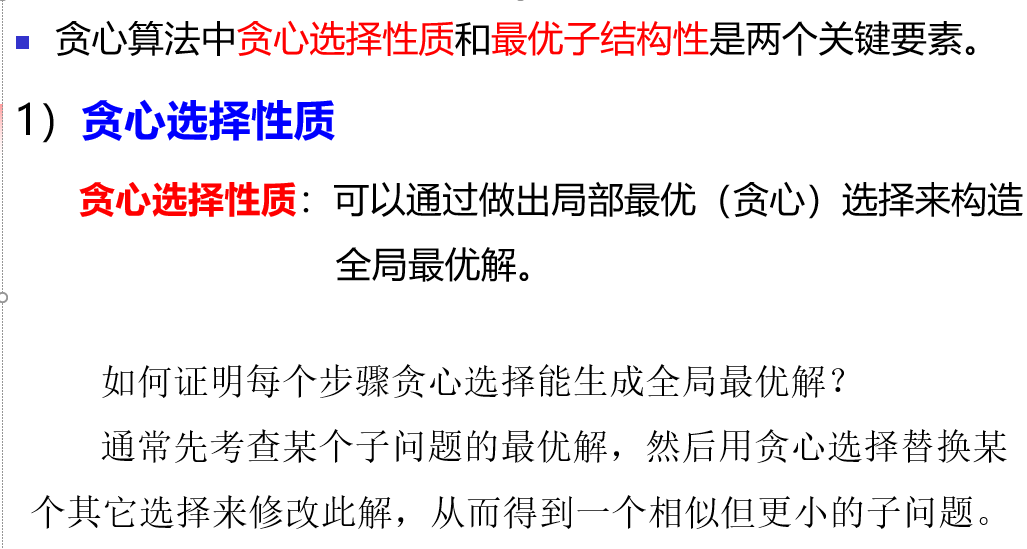 贪心算法中贪心选择性质和最优子结构性是两个关键要素。
1）贪心选择性质
贪心选择性质：可以通过做出局部最优（贪心）选择来构造
全局最优解。
如何证明每个步骤贪心选择能生成全局最优解？
通常先考查某个子问题的最优解，然后用贪心选择替换某
个其它选择来修改此解，从而得到一个相似但更小的子问题。